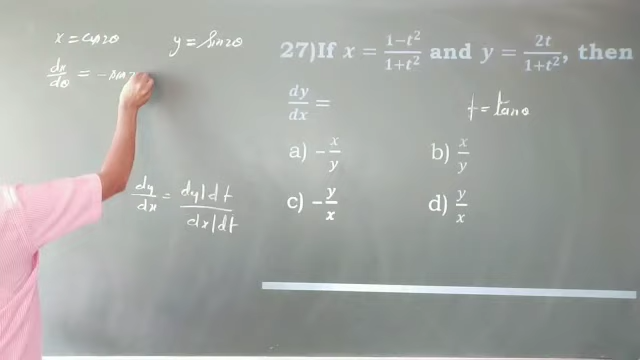 x = cos2θ   y = sin2θ
dx/dθ = - sin2
dy/dx = dy|dt / dx|dt
27)If x = 1−t²/1+t² and y = 2t/1+t², then
dy/dx =
t = tanθ
a) −x/y   b) x/y
c) −y/x   d) y/x